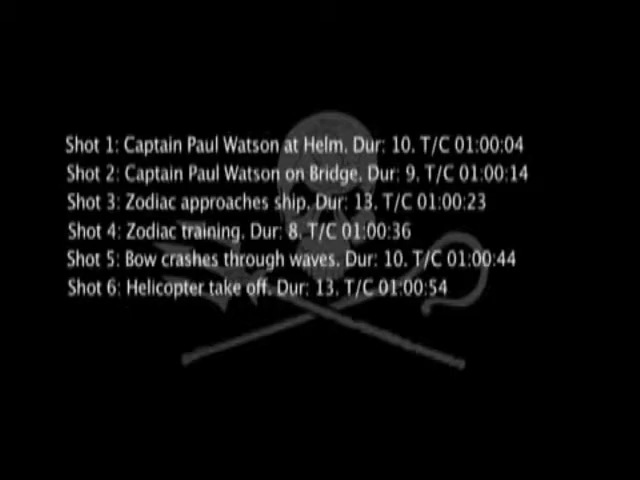 Shot 1: Captain Paul Watson at Helm. Dur: 10. T/C 01:00:04
Shot 2: Captain Paul Watson on Bridge. Dur: 9. T/C 01:00:14
Shot 3: Zodiac approaches ship. Dur: 13. T/C 01:00:23
Shot 4: Zodiac training. Dur: 8. T/C 01:00:36
Shot 5: Bow crashes through waves. Dur: 10. T/C 01:00:44
Shot 6: Helicopter take off. Dur: 13. T/C 01:00:54